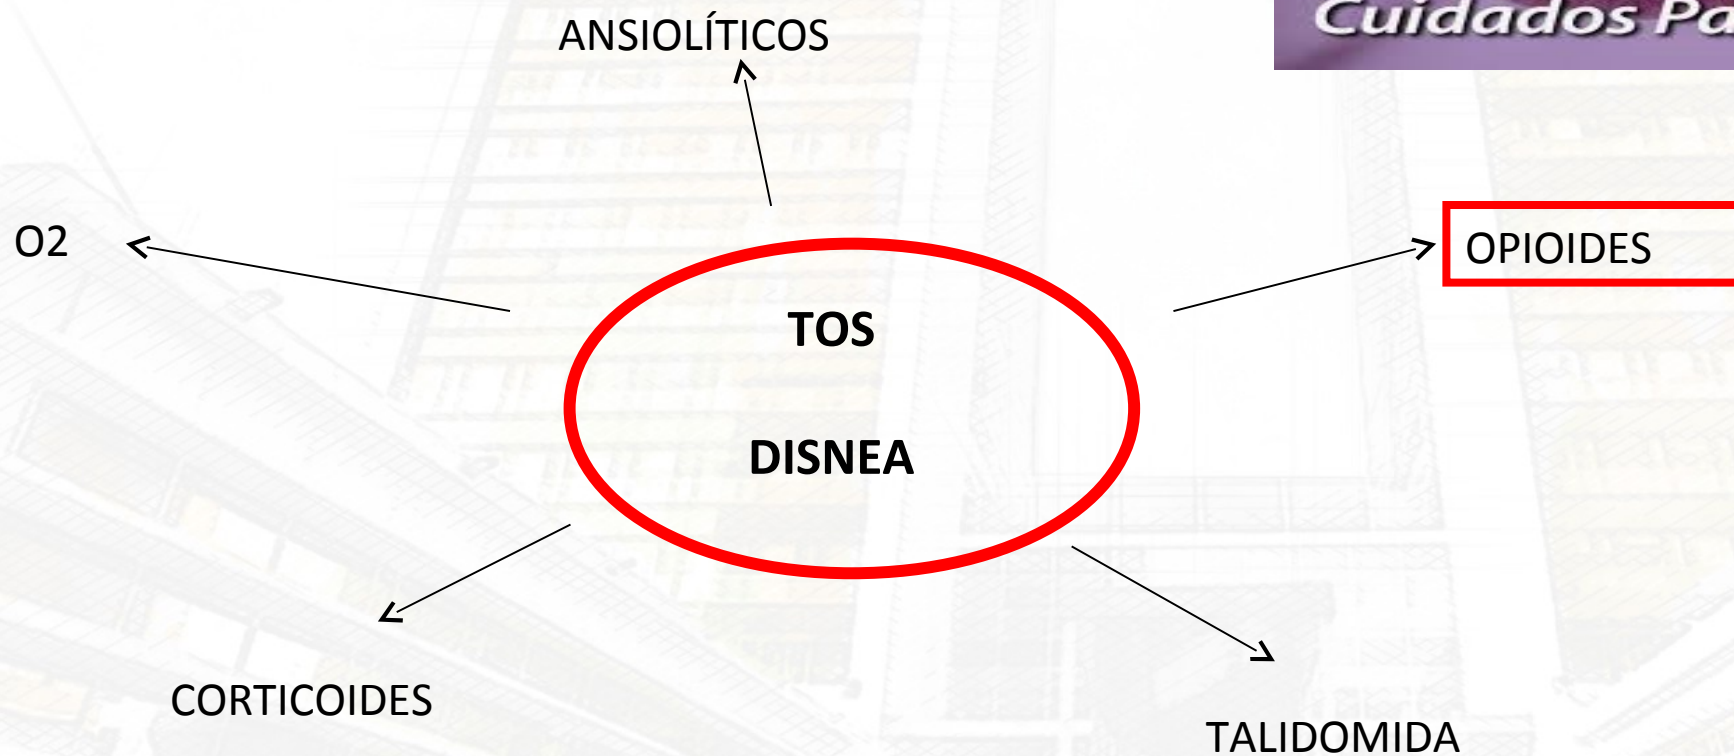 Cuidados Pa
ANSIOLÍTICOS
O2
OPIOIDES
TOS
DISNEA
CORTICOIDES
TALIDOMIDA